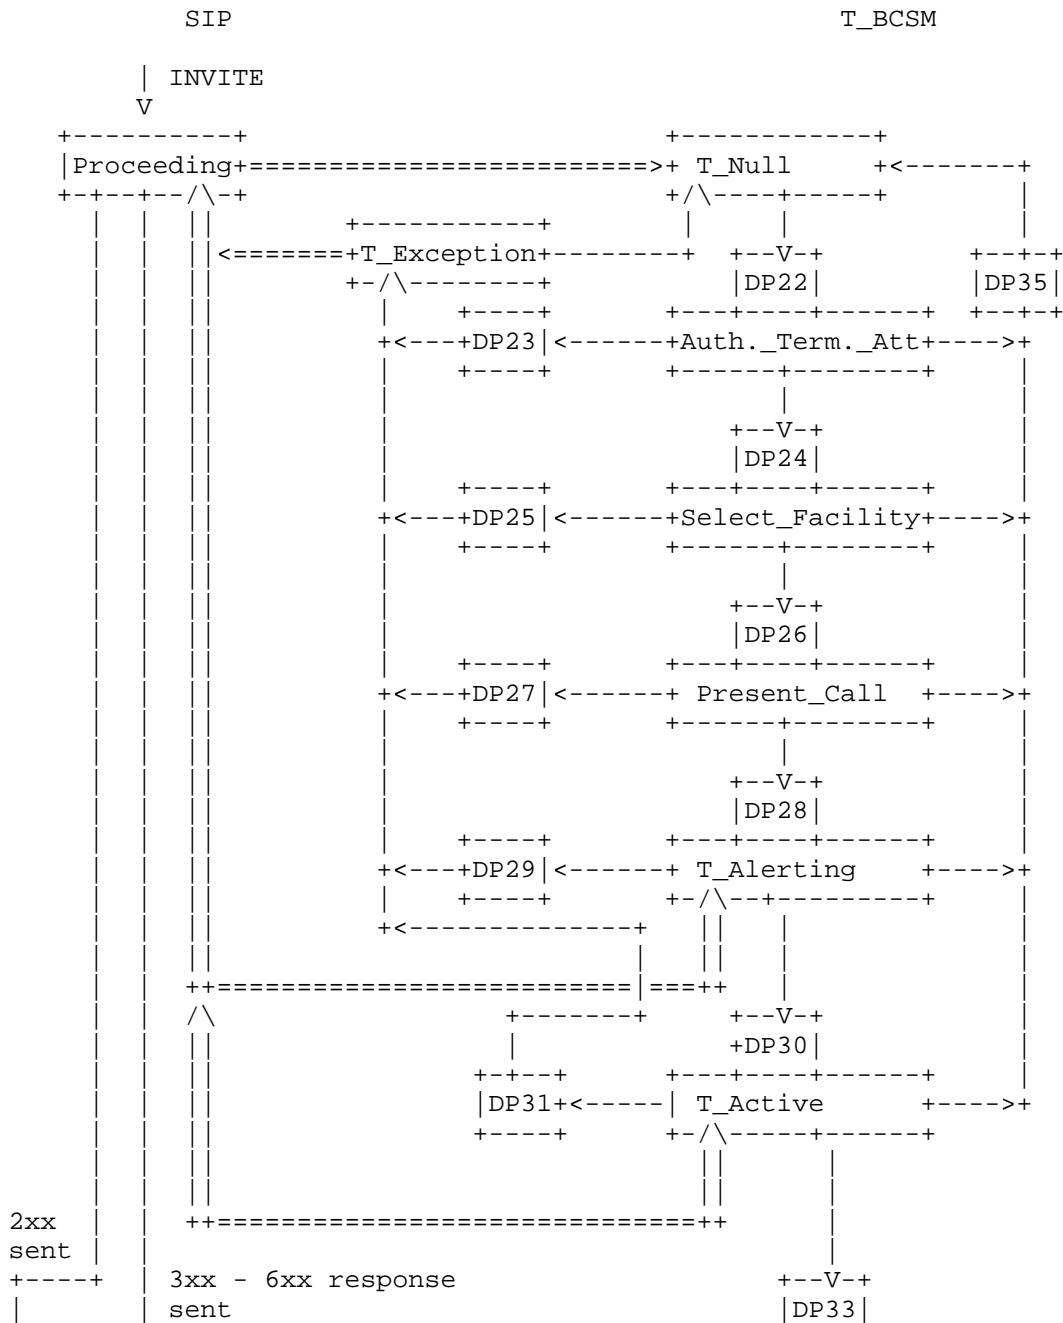 SIP T_BCSM
INVITE
V
Proceeding T_Null
T_Exception V
DP22 DP35
DP23 Auth._Term._Att
V
DP24
DP25 Select_Facility
V
DP26
DP27 Present_Call
V
DP28
DP29 T_Alerting
V
DP30
DP31 T_Active
2xx
sent
3xx - 6xx response V
sent DP33